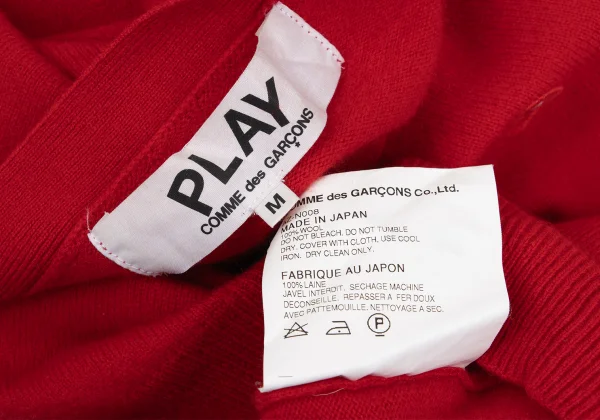 PLAY
COMME des GARÇONS
M
COMME des GARÇONS Co.,Ltd.
N008
MADE IN JAPAN
100% WOOL
DO NOT BLEACH. DO NOT TUMBLE
DRY. COVER WITH CLOTH, USE COOL
IRON. DRY CLEAN ONLY.
FABRIQUE AU JAPON
100% LAINE
JAVEL INTERDIT. SECHAGE MACHINE
DECONSEILLE. REPASSER A FER DOUX
AVEC PATTEMOUILLE, NETTOYAGE A SEC.
P